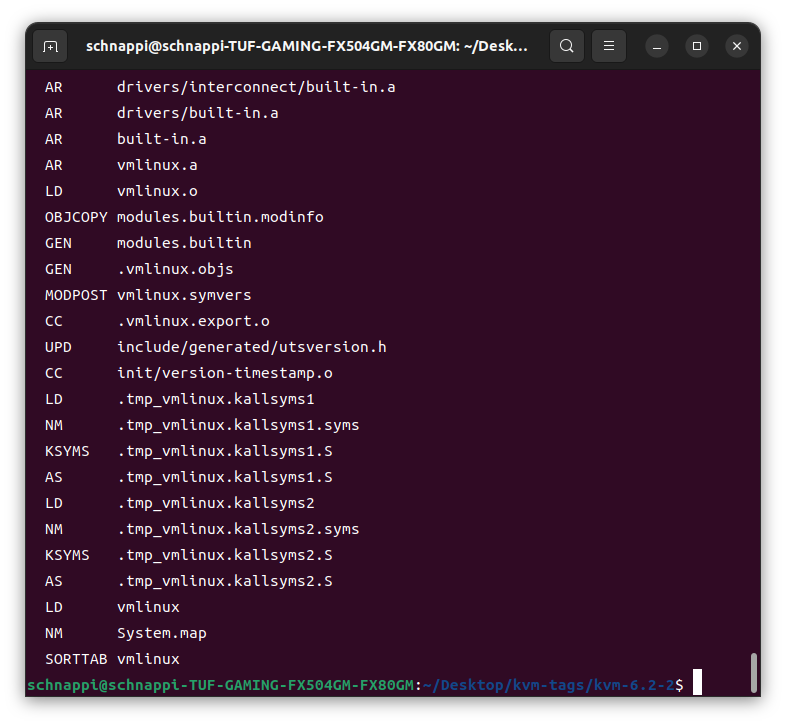 schnappi@schnappi-TUF-GAMING-FX504GM-FX80GM: ~/Desk...
AR drivers/interconnect/built-in.a
AR drivers/built-in.a
AR built-in.a
AR vmlinux.a
LD vmlinux.o
OBJCOPY modules.builtin.modinfo
GEN modules.builtin
GEN .vmlinux.objs
MODPOST vmlinux.symvers
CC .vmlinux.export.o
UPD include/generated/utsversion.h
CC init/version-timestamp.o
LD .tmp_vmlinux.kallsyms1
NM .tmp_vmlinux.kallsyms1.syms
KSYMS .tmp_vmlinux.kallsyms1.S
AS .tmp_vmlinux.kallsyms1.S
LD .tmp_vmlinux.kallsyms2
NM .tmp_vmlinux.kallsyms2.syms
KSYMS .tmp_vmlinux.kallsyms2.S
AS .tmp_vmlinux.kallsyms2.S
LD vmlinux
NM System.map
SORTTAB vmlinux
schnappi@schnappi-TUF-GAMING-FX504GM-FX80GM:~/Desktop/kvm-tags/kvm-6.2-2$